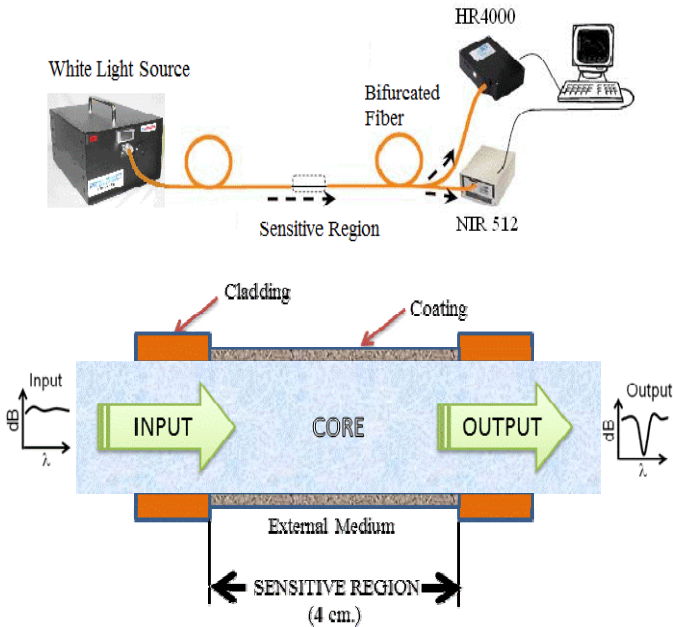 HR4000
White Light Source
Bifurcated
Fiber
Sensitive Region
NIR 512
Cladding
Coating
Input
dB
λ
INPUT
CORE
OUTPUT
Output
dB
λ
External Medium
SENSITIVE REGION
(4 cm.)